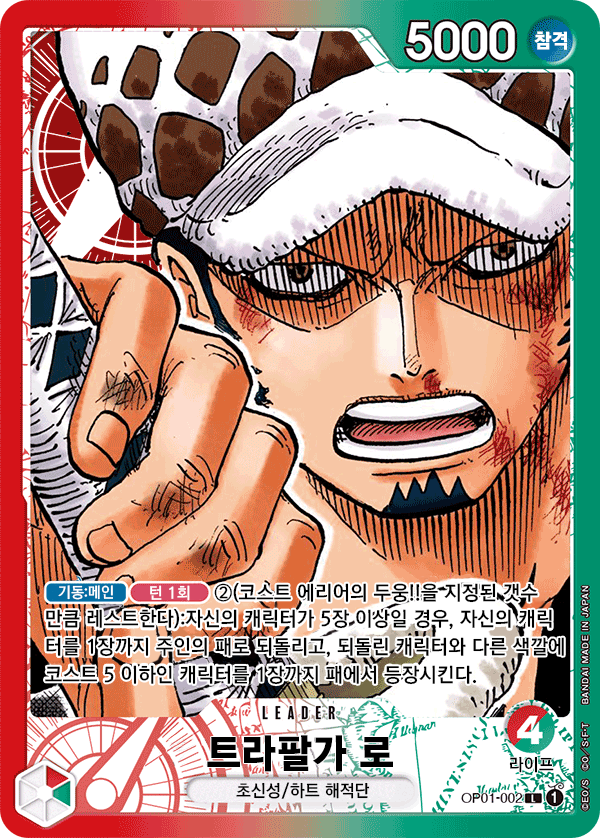 5000 참격
기동:메인 턴 1회 ②(코스트 에리어의 두웅!!을 지정된 갯수
만큼 레스트한다):자신의 캐릭터가 5장 이상일 경우, 자신의 캐릭
터를 1장까지 주인의 패로 되돌리고, 되돌린 캐릭터와 다른 색깔에
코스트 5 이하인 캐릭터를 1장까지 패에서 등장시킨다.
LEADER
트라팔가 로
초신성/하트 해적단
4
라이프
OP01-002 L 1
©E.O/S ©O/S・F・T BANDAI MADE IN JAPAN